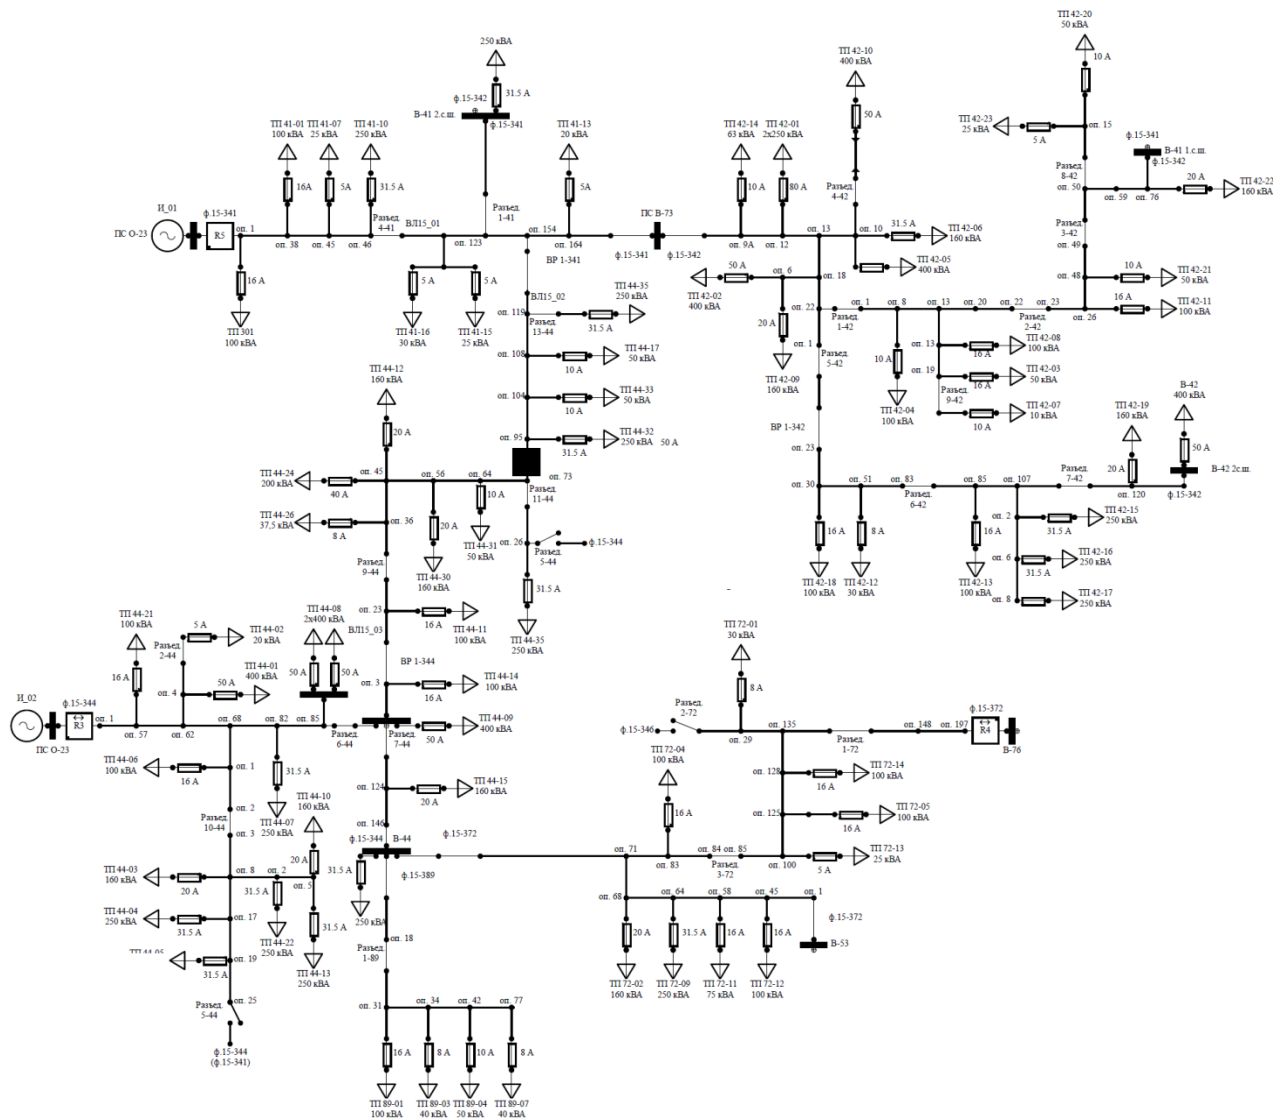 ТП 42-20
50 кВА
10 А
250 кВА
31.5 А
ф.15-342
В-41 2.с.ш.
ф.15-341
ТП 42-10
400 кВА
50 А
ТП 42-23
25 кВА
5 А
оп. 15
ф.15-341
В-41 1.с.ш.
ф.15-342
Разъед.
8-42
оп. 50
оп. 59
оп. 76
20 А
ТП 42-22
160 кВА
ТП 41-01
100 кВА
ТП 41-07
25 кВА
ТП 41-10
250 кВА
16А
5А
31.5 А
ТП 41-13
20 кВА
5А
ТП 42-14
63 кВА
ТП 42-01
2х250 кВА
10 А
80 А
Разъед.
4-42
И_01
ПС О-23
ф.15-341
R5
оп. 1
оп. 38
оп. 45
оп. 46
Разъед.
4-41
ВЛ15_01
оп. 123
Разъед.
1-41
оп. 154
оп. 164
ПС В-73
ф.15-341
ф.15-342
оп. 9А
оп. 12
оп. 13
оп. 10
31.5 А
ТП 42-06
160 кВА
ТП 42-05
400 кВА
Разъед.
3-42
оп. 49
оп. 48
10 А
ТП 42-21
50 кВА
16 А
ТП 42-11
100 кВА
оп. 26
16 А
ТП 301
100 кВА
5 А
5 А
ТП 41-16
30 кВА
ТП 41-15
25 кВА
ВР 1-341
ВЛ15_02
оп. 119
Разъед.
13-44
ТП 44-35
250 кВА
31.5 А
50 А
ТП 42-02
400 кВА
оп. 6
оп. 18
20 А
ТП 42-09
160 кВА
оп. 22
оп. 1
Разъед.
5-42
оп. 1
Разъед.
1-42
оп. 8
оп. 13
оп. 20
оп. 22
оп. 23
Разъед.
2-42
10 А
ТП 42-04
100 кВА
оп. 13
16 А
ТП 42-08
100 кВА
оп. 19
16 А
ТП 42-03
50 кВА
Разъед.
9-42
10 А
ТП 42-07
10 кВА
оп. 108
10 А
ТП 44-17
50 кВА
оп. 104
10 А
ТП 44-33
50 кВА
оп. 95
31.5 А
ТП 44-32
250 кВА
50 А
ТП 44-12
160 кВА
20 А
оп. 45
оп. 56
оп. 64
оп. 73
Разъед.
11-44
ТП 44-24
200 кВА
40 А
ТП 44-26
37,5 кВА
8 А
оп. 36
20 А
ТП 44-30
160 кВА
10 А
ТП 44-31
50 кВА
оп. 26
Разъед.
5-44
ф.15-344
31.5 А
ТП 44-35
250 кВА
Разъед.
9-44
ВР 1-342
оп. 23
оп. 30
оп. 51
оп. 83
Разъед.
6-42
оп. 85
оп. 107
Разъед.
7-42
ТП 42-19
160 кВА
20 А
оп. 120
В-42
400 кВА
50 А
В-42 2с.ш.
ф.15-342
16 А
ТП 42-18
100 кВА
8 А
ТП 42-12
30 кВА
16 А
ТП 42-13
100 кВА
оп. 2
31.5 А
ТП 42-15
250 кВА
оп. 6
31.5 А
ТП 42-16
250 кВА
оп. 8
31.5 А
ТП 42-17
250 кВА
оп. 23
16 А
ТП 44-11
100 кВА
ВЛ15_03
ВР 1-344
оп. 3
16 А
ТП 44-14
100 кВА
ТП 44-21
100 кВА
16 А
Разъед.
2-44
5 А
ТП 44-02
20 кВА
оп. 4
50 А
ТП 44-01
400 кВА
ТП 44-08
2х400 кВА
50 А
50 А
И_02
ПС О-23
ф.15-344
R3
оп. 1
оп. 57
оп. 62
оп. 68
оп. 82
оп. 85
Разъед.
6-44
Разъед.
7-44
50 А
ТП 44-09
400 кВА
ТП 44-06
100 кВА
16 А
оп. 1
оп. 2
Разъед.
10-44
оп. 3
31.5 А
ТП 44-07
250 кВА
ТП 44-10
160 кВА
20 А
оп. 124
20 А
ТП 44-15
160 кВА
оп. 146
ф.15-344
В-44
ф.15-372
ф.15-389
31.5 А
250 кВА
ТП 44-03
160 кВА
20 А
оп. 8
оп. 2
оп. 5
ТП 44-04
250 кВА
31.5 А
оп. 17
31.5 А
ТП 44-22
250 кВА
31.5 А
ТП 44-13
250 кВА
31.5 А
оп. 19
оп. 25
Разъед.
5-44
ф.15-344
(ф.15-341)
оп. 18
Разъед.
1-89
оп. 31
оп. 34
оп. 42
оп. 77
16 А
8 А
10 А
8 А
ТП 89-01
100 кВА
ТП 89-03
40 кВА
ТП 89-04
50 кВА
ТП 89-07
40 кВА
ТП 72-01
30 кВА
8 А
ф.15-346
Разъед.
2-72
оп. 29
оп. 135
Разъед.
1-72
оп. 148
оп. 197
ф.15-372
R4
В-76
ТП 72-04
100 кВА
16 А
оп. 128
16 А
ТП 72-14
100 кВА
оп. 125
16 А
ТП 72-05
100 кВА
оп. 71
оп. 83
оп. 84
оп. 85
Разъед.
3-72
оп. 100
5 А
ТП 72-13
25 кВА
оп. 68
оп. 64
оп. 58
оп. 45
оп. 1
ф.15-372
В-53
20 А
31.5 А
16 А
16 А
ТП 72-02
160 кВА
ТП 72-09
250 кВА
ТП 72-11
75 кВА
ТП 72-12
100 кВА